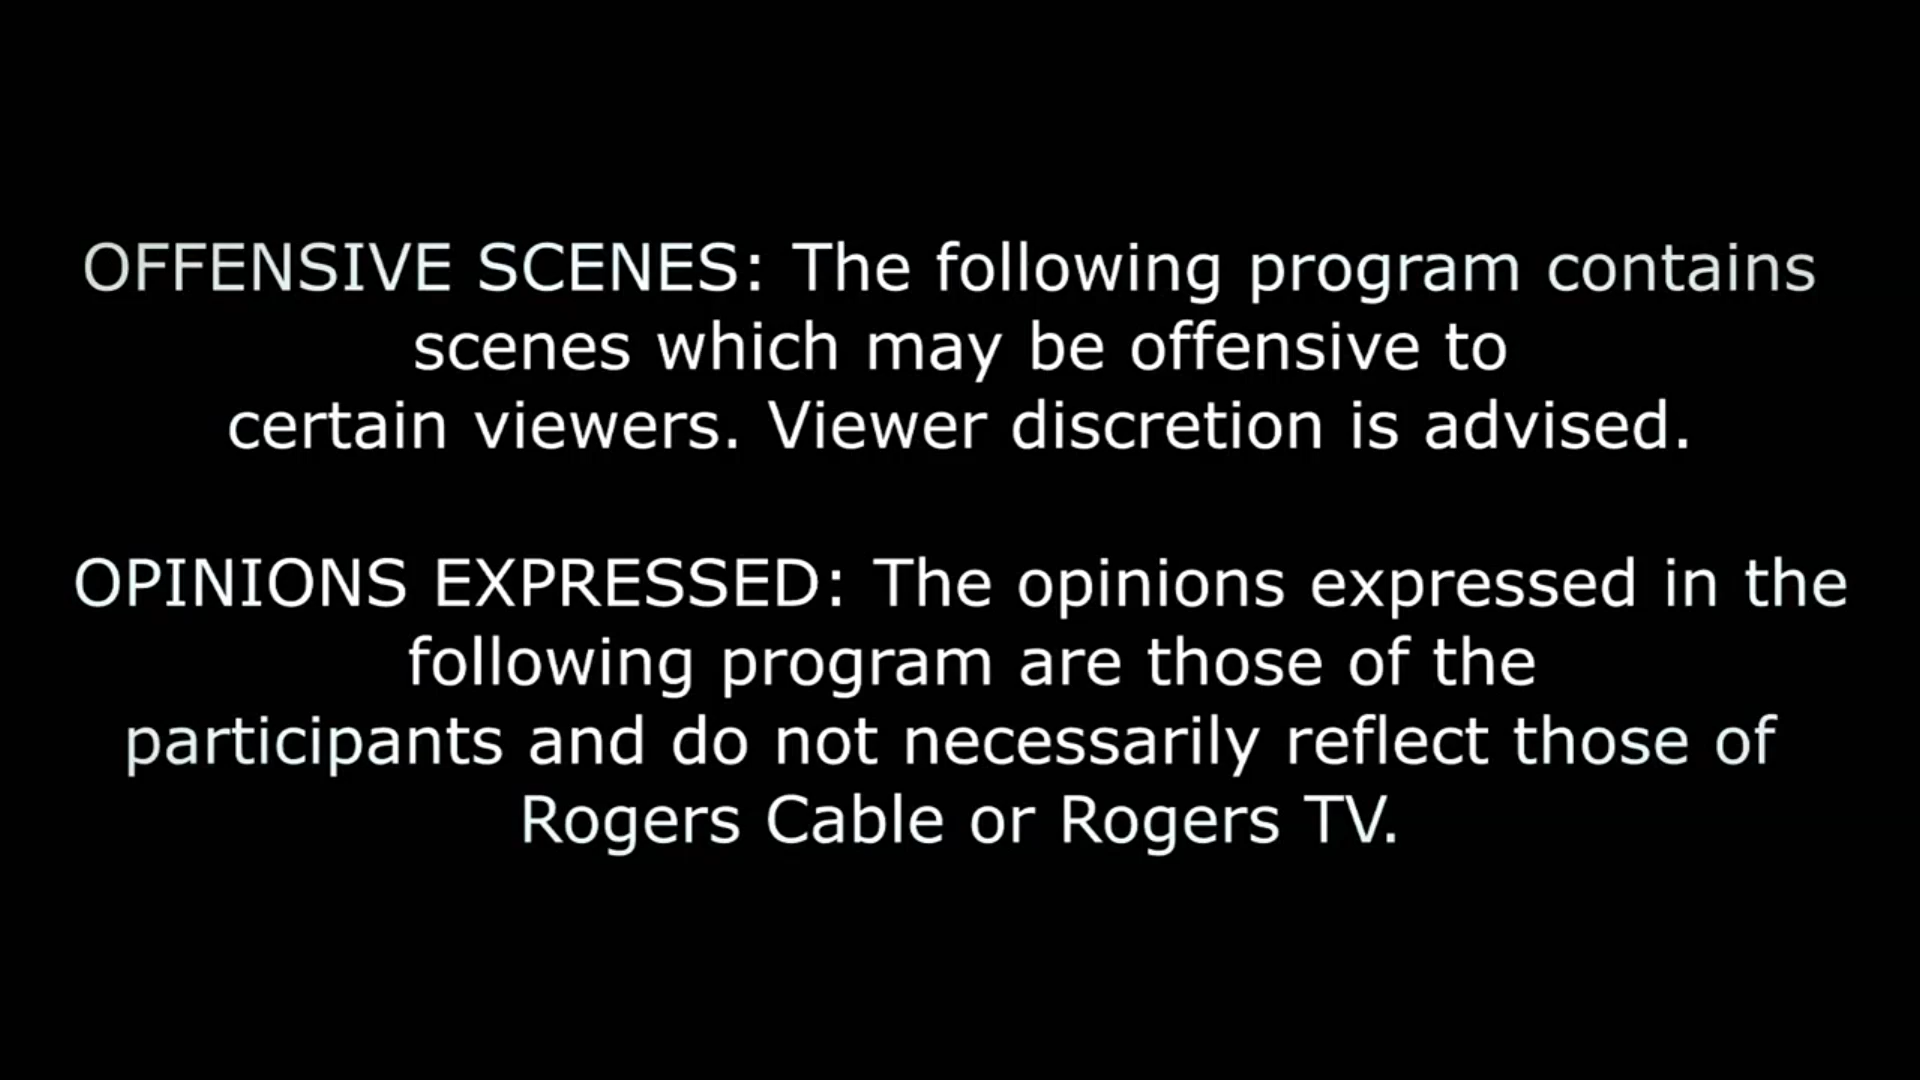 OFFENSIVE SCENES: The following program contains
scenes which may be offensive to
certain viewers. Viewer discretion is advised.
OPINIONS EXPRESSED: The opinions expressed in the
following program are those of the
participants and do not necessarily reflect those of
Rogers Cable or Rogers TV.